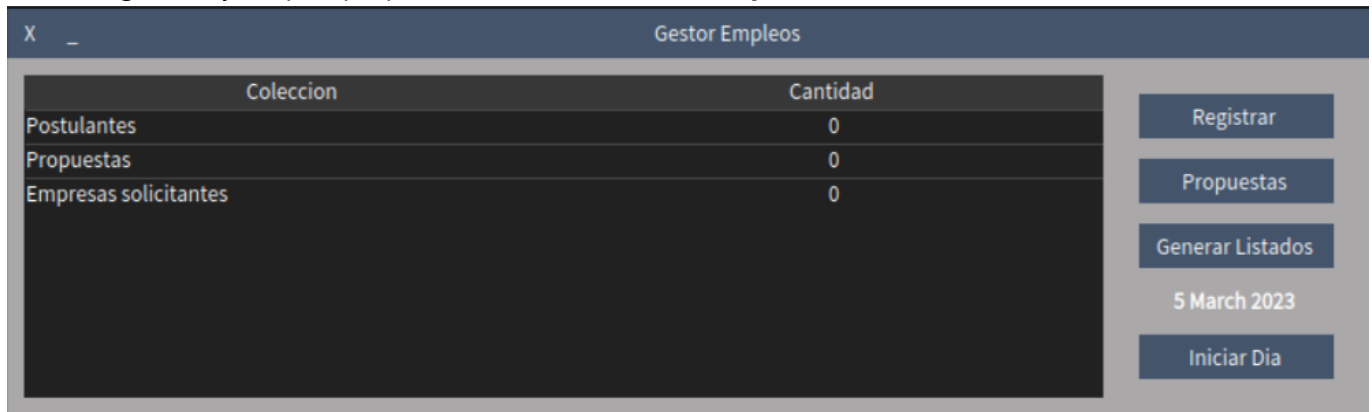 X _ Gestor Empleos
Coleccion Cantidad
Postulantes 0
Propuestas 0
Empresas solicitantes 0
Registrar
Propuestas
Generar Listados
5 March 2023
Iniciar Dia